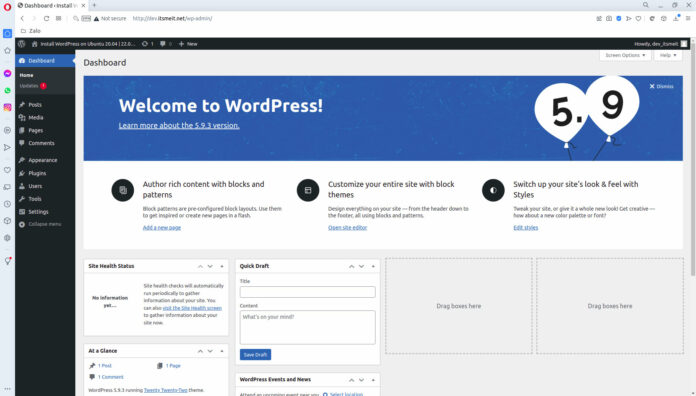 Dashboard ‹ Install W
Not secure
http://dev.itsmeit.net/wp-admin/
Zalo
Install WordPress on Ubuntu 20.04 | 22.0...
1
0
+ New
Howdy, dev_itsmeit
Dashboard
Home
Updates 1
Posts
Media
Pages
Comments
Appearance
Plugins
Users
Tools
Settings
Collapse menu
Dashboard
Screen Options
Help
Dismiss
Welcome to WordPress!
Learn more about the 5.9.3 version.
5.9
Author rich content with blocks and
patterns
Block patterns are pre-configured block layouts. Use them
to get inspired or create new pages in a flash.
Add a new page
Customize your entire site with block
themes
Design everything on your site — from the header down to
the footer, all using blocks and patterns.
Open site editor
Switch up your site's look & feel with
Styles
Tweak your site, or give it a whole new look! Get creative —
how about a new color palette or font?
Edit styles
Site Health Status
No information
yet…
Site health checks will automatically
run periodically to gather
information about your site. You
can also visit the Site Health screen
to gather information about your
site now.
At a Glance
1 Post
1 Page
1 Comment
WordPress 5.9.3 running Twenty Twenty-Two theme.
Quick Draft
Title
Content
What's on your mind?
Save Draft
WordPress Events and News
Attend an upcoming event near you.
Select location
Drag boxes here
Drag boxes here